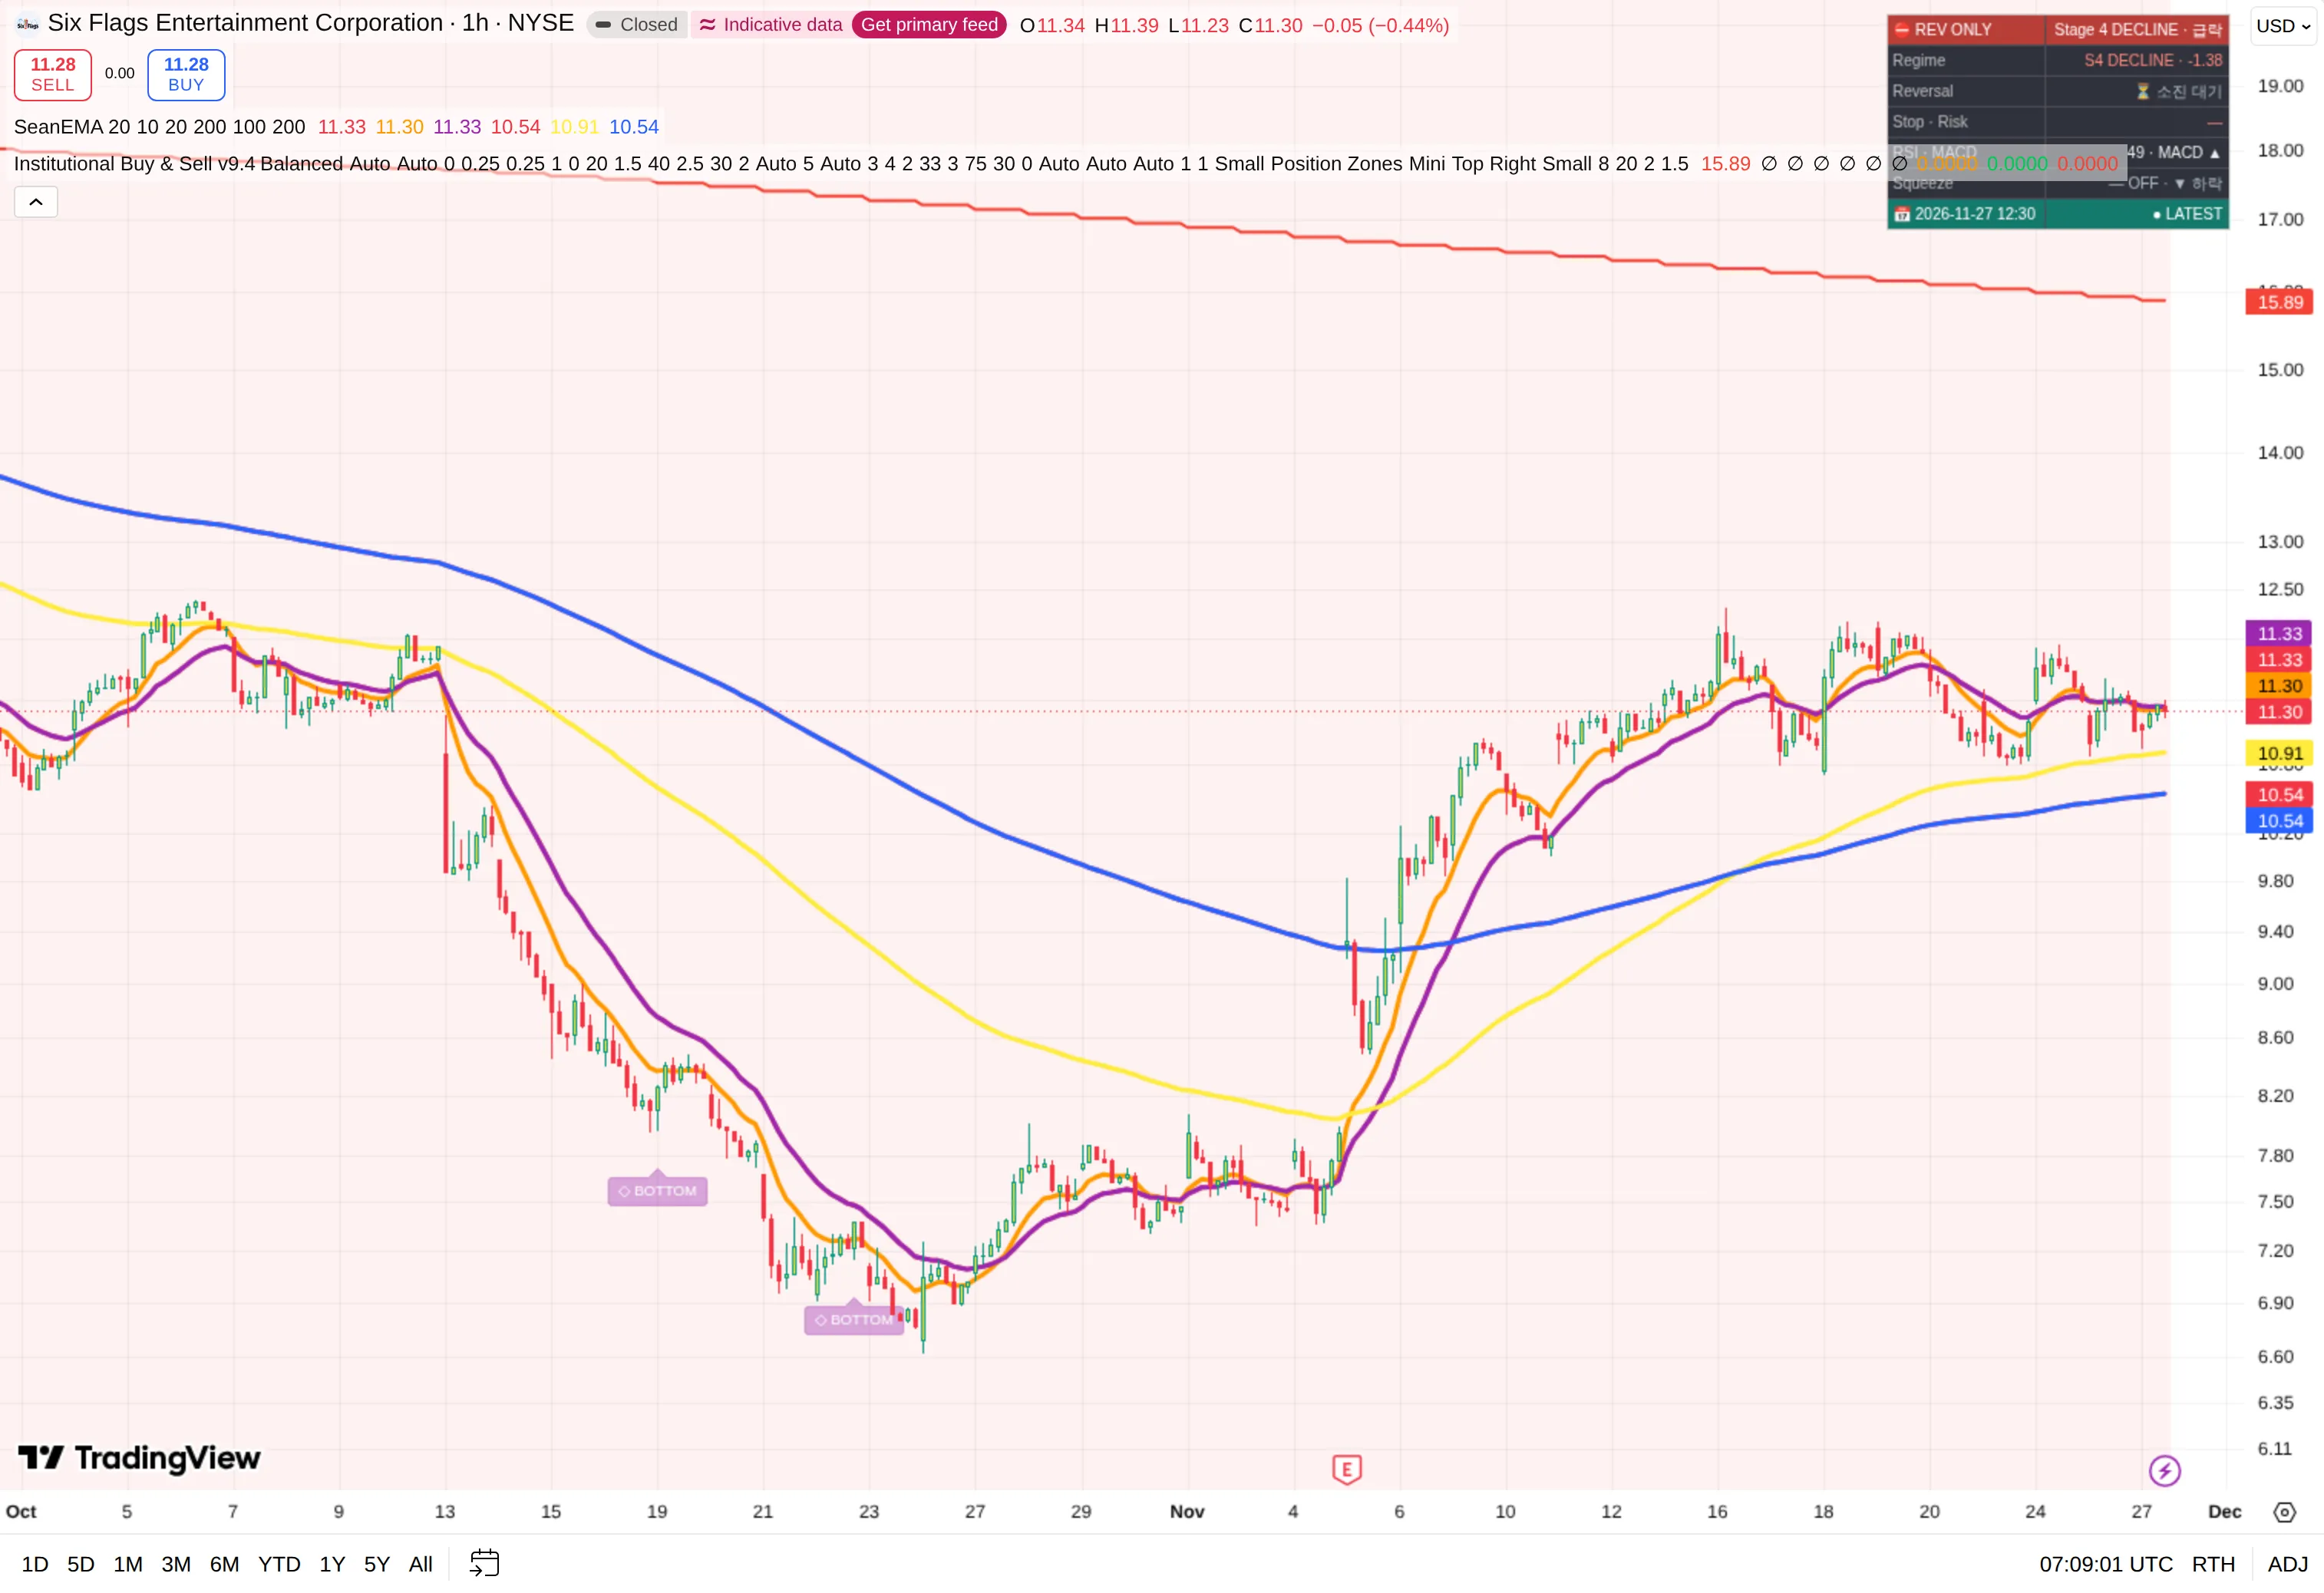 Six Flags Entertainment Corporation · 1h · NYSE Closed Indicative data Get primary feed O11.34 H11.39 L11.23 C11.30 −0.05 (−0.44%)
11.28 SELL 0.00 11.28 BUY
SeanEMA 20 10 20 200 100 200 11.33 11.30 11.33 10.54 10.91 10.54
Institutional Buy & Sell v9.4 Balanced Auto Auto 0 0.25 0.25 1 0 20 1.5 40 2.5 30 2 Auto 5 Auto 3 4 2 33 3 75 30 0 Auto Auto Auto 1 1 Small Position Zones Mini Top Right Small 8 20 2 1.5 15.89 ∅ ∅ ∅ ∅ ∅ ∅ 0.0000 0.0000 0.0000
REV ONLY Stage 4 DECLINE · 급락
Regime S4 DECLINE · -1.38
Reversal ⏳ 소진 대기
Stop · Risk —
RSI · MACD 49 · MACD ▲
Squeeze — OFF · ▼ 하락
2026-11-27 12:30 ● LATEST
USD
19.00
18.00
17.00
15.89
15.00
14.00
13.00
12.50
11.33
11.33
11.30
11.30
10.91
10.54
10.54
9.80
9.40
9.00
8.60
8.20
7.80
7.50
7.20
6.90
6.60
6.35
6.11
◇ BOTTOM
◇ BOTTOM
TradingView
E
Oct 5 7 9 13 15 19 21 23 27 29 Nov 4 6 10 12 16 18 20 24 27 Dec
1D 5D 1M 3M 6M YTD 1Y 5Y All 07:09:01 UTC RTH ADJ